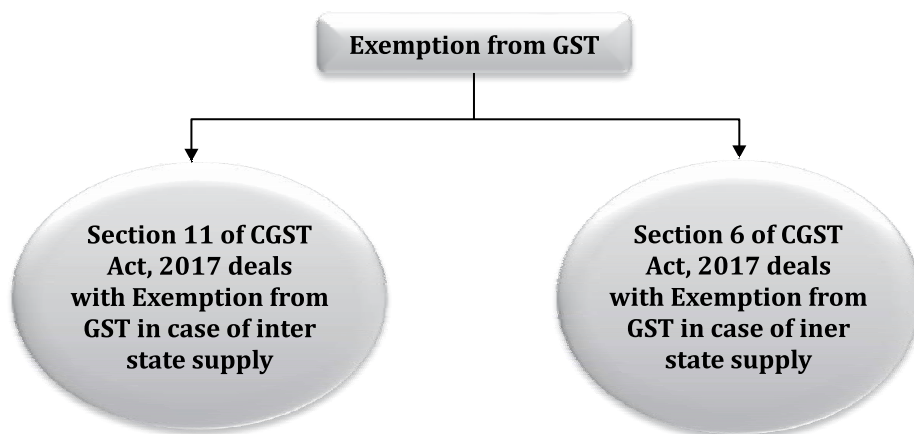 Exemption from GST
Section 11 of CGST
Act, 2017 deals
with Exemption from
GST in case of inter
state supply
Section 6 of CGST
Act, 2017 deals
with Exemption from
GST in case of iner
state supply